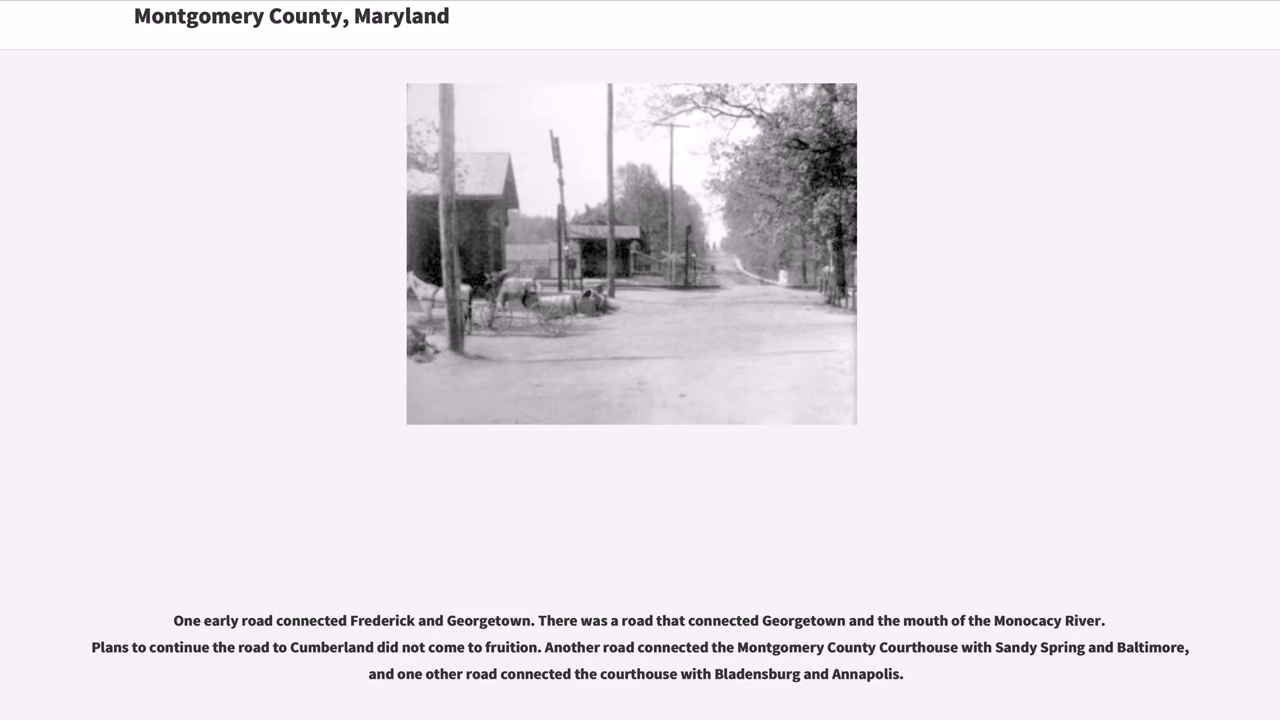 Montgomery County, Maryland
One early road connected Frederick and Georgetown. There was a road that connected Georgetown and the mouth of the Monocacy River.
Plans to continue the road to Cumberland did not come to fruition. Another road connected the Montgomery County Courthouse with Sandy Spring and Baltimore,
and one other road connected the courthouse with Bladensburg and Annapolis.